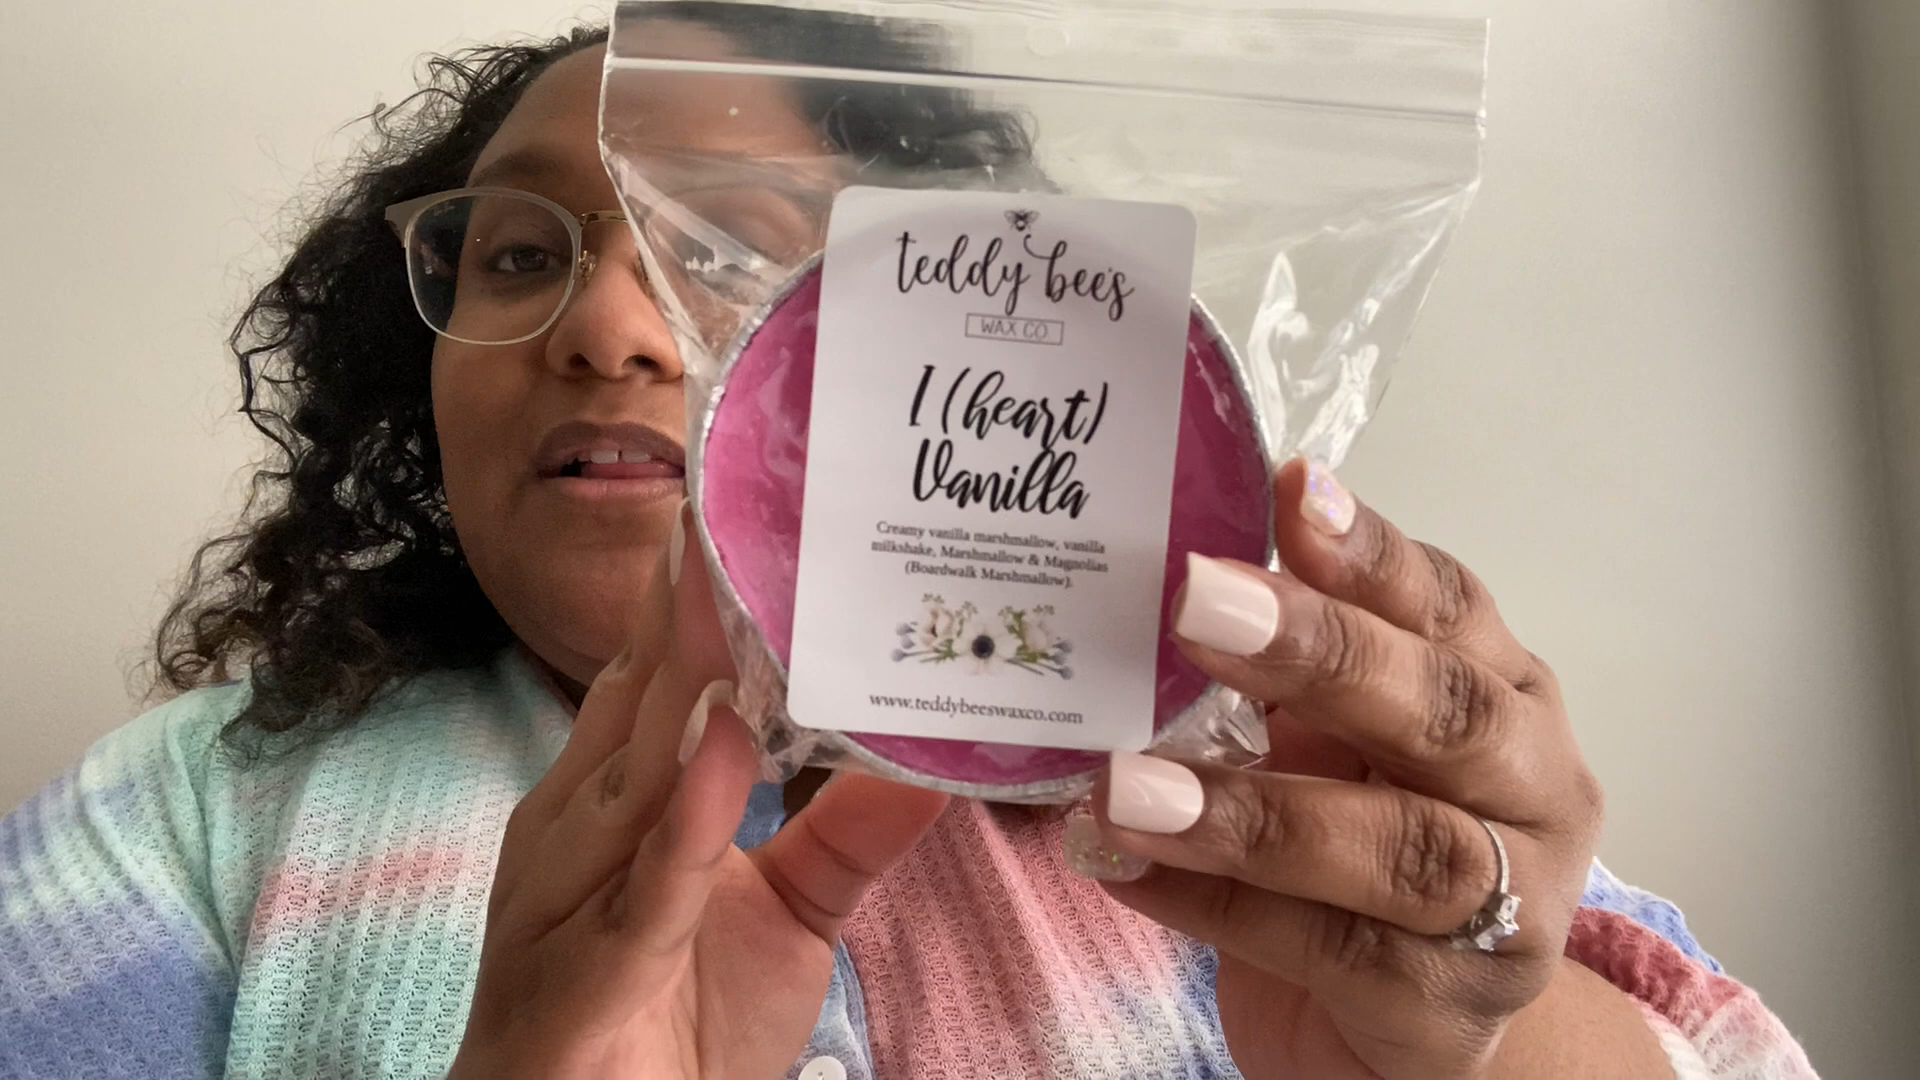 teddy bee's
WAX CO.
I (heart)
Vanilla
Creamy vanilla marshmallow, vanilla
milkshake, Marshmallow & Magnolias
(Boardwalk Marshmallow).
www.teddybeeswaxco.com